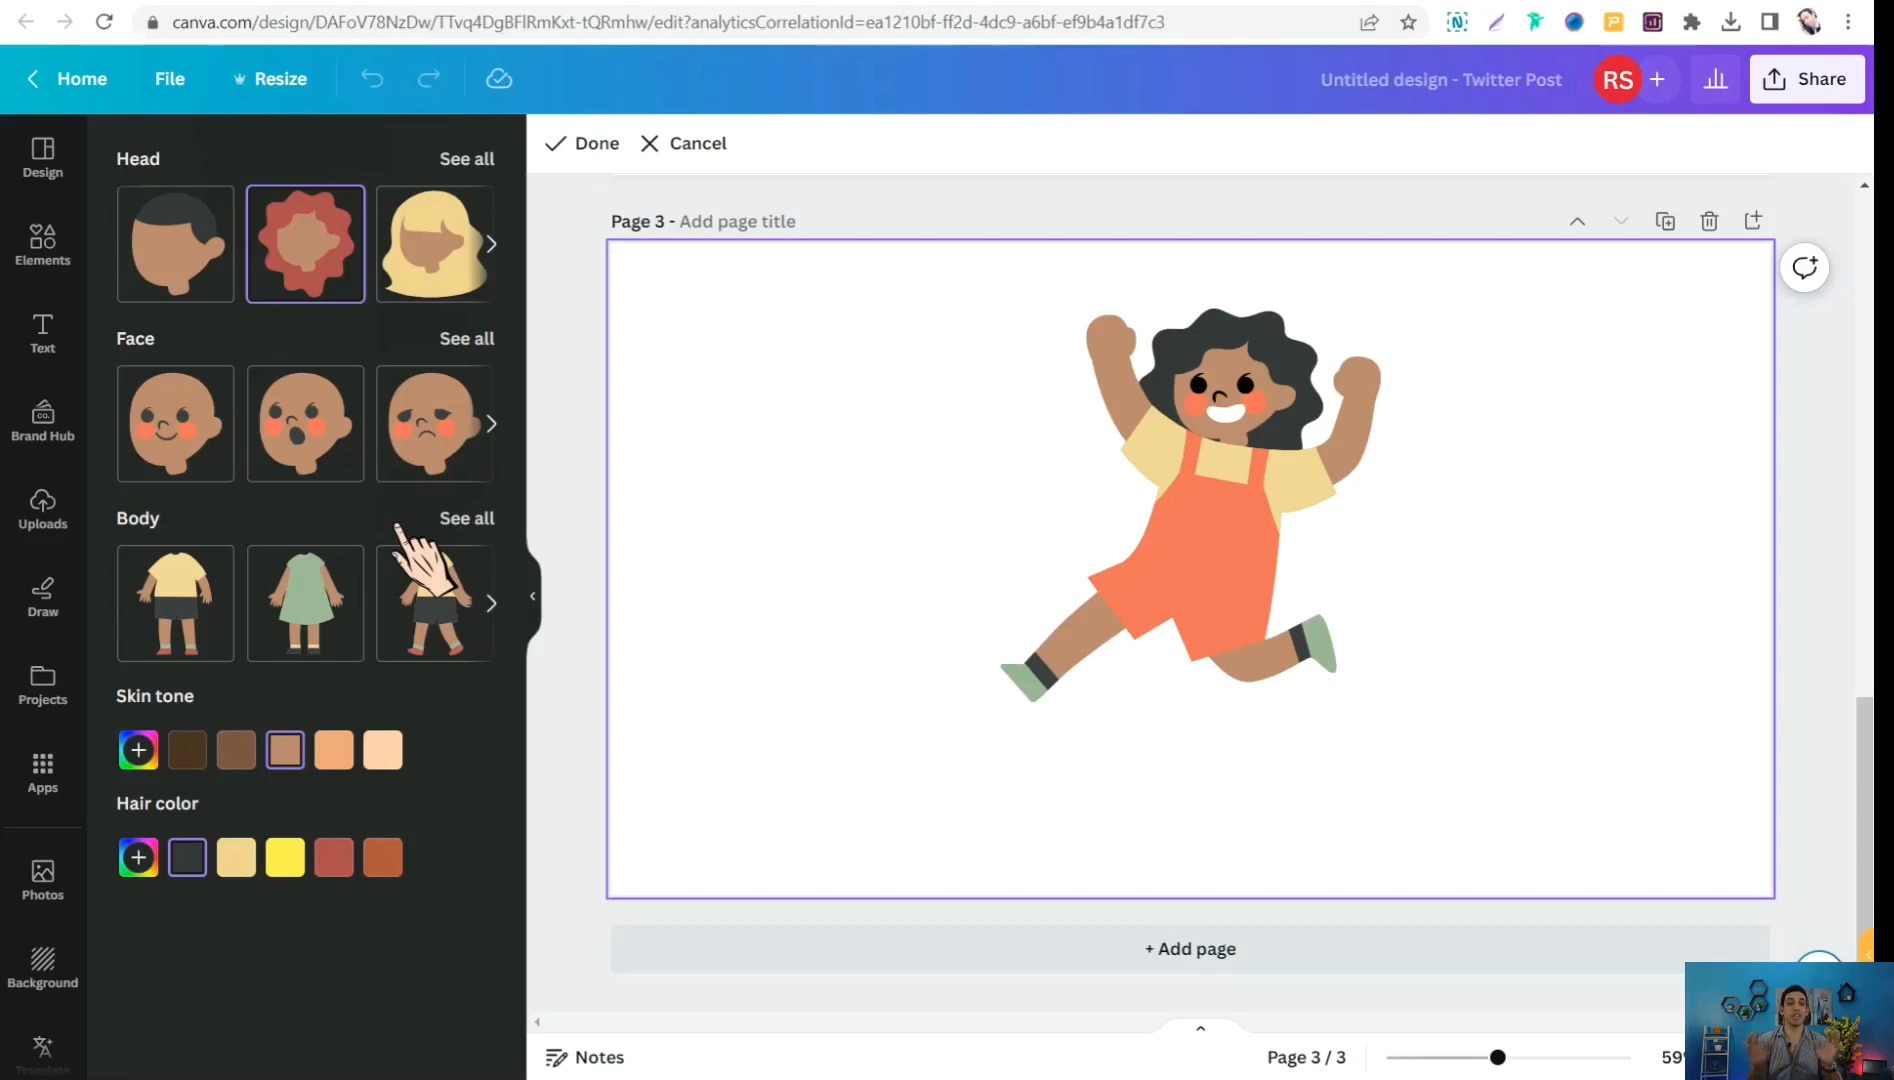 canva.com/design/DAFoV78NzDw/TTvq4DgBFlRmKxt-tQRmhw/edit?analyticsCorrelationId=ea1210bf-ff2d-4dc9-a6bf-ef9b4a1df7c3
Home
File
Resize
Untitled design - Twitter Post
RS
+
Share
Design
Elements
Text
Brand Hub
Uploads
Draw
Projects
Apps
Photos
Background
Translate
Head
See all
Face
See all
Body
See all
Skin tone
Hair color
Done
Cancel
Page 3 - Add page title
+ Add page
Notes
Page 3 / 3
59